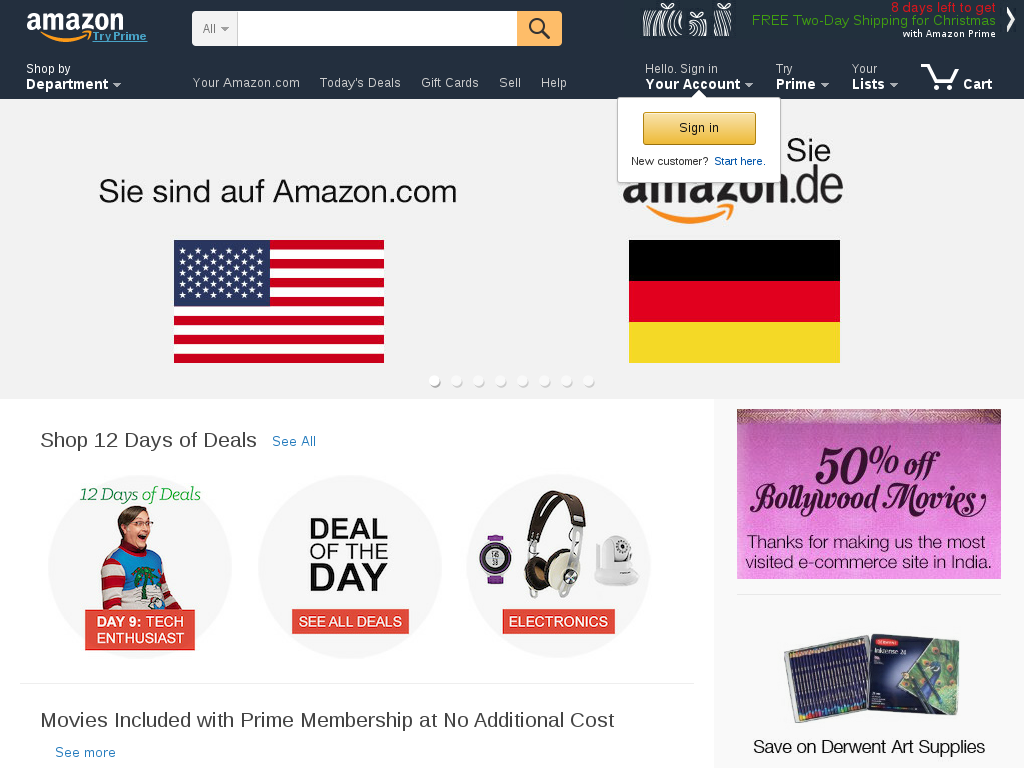 amazon
Try Prime
All
8 days left to get
FREE Two-Day Shipping for Christmas
with Amazon Prime
Shop by
Department
Your Amazon.com Today's Deals Gift Cards Sell Help
Hello. Sign in
Your Account
Try
Prime
Your
Lists
Cart
Sign in
New customer? Start here.
Sie sind auf Amazon.com
Sie
amazon.de
Shop 12 Days of Deals See All
12 Days of Deals
DAY 9: TECH
ENTHUSIAST
DEAL
OF THE
DAY
SEE ALL DEALS
ELECTRONICS
50% off
Bollywood Movies
Thanks for making us the most
visited e-commerce site in India.
Inktense 24
Save on Derwent Art Supplies
Movies Included with Prime Membership at No Additional Cost
See more